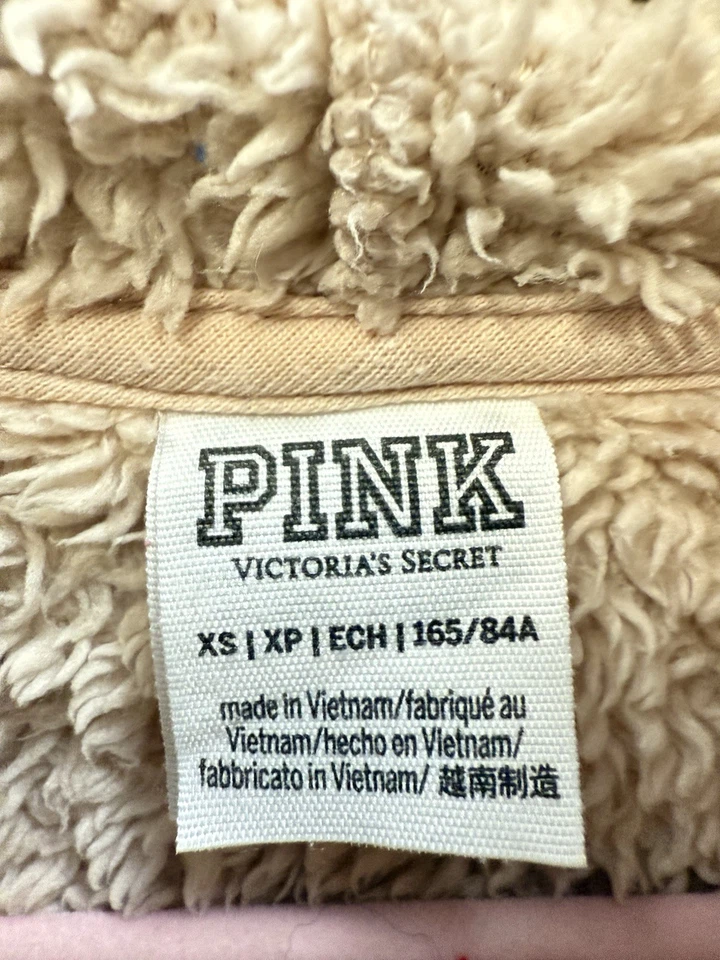 PINK
VICTORIA'S SECRET
XS | XP | ECH | 165/84A
made in Vietnam/fabriqué au
Vietnam/hecho en Vietnam/
fabbricato in Vietnam/ 越南制造